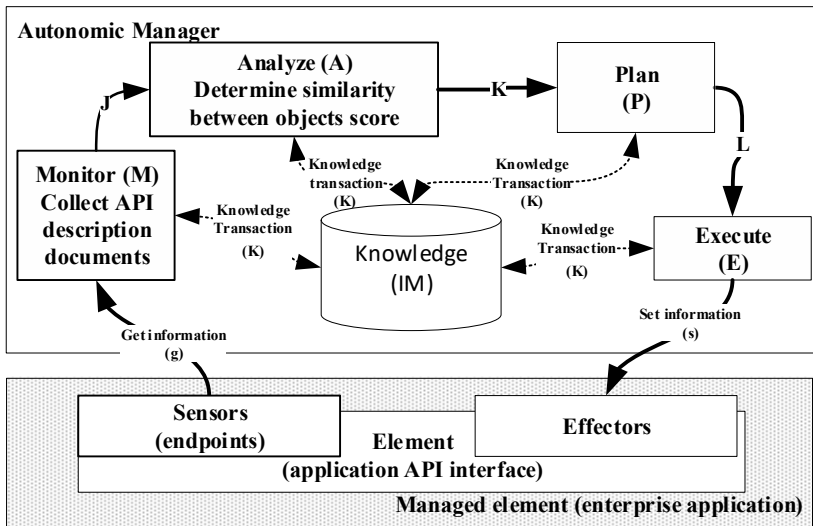 Autonomic Manager
Analyze (A)
Determine similarity
between objects score
K
Plan
(P)
J
L
Monitor (M)
Collect API
description
documents
Knowledge
transaction
(K)
Knowledge
Transaction
(K)
Knowledge
Transaction
(K)
Knowledge
(IM)
Knowledge
Transaction
(K)
Execute
(E)
Get information
(g)
Set information
(s)
Sensors
(endpoints)
Effectors
Element
(application API interface)
Managed element (enterprise application)